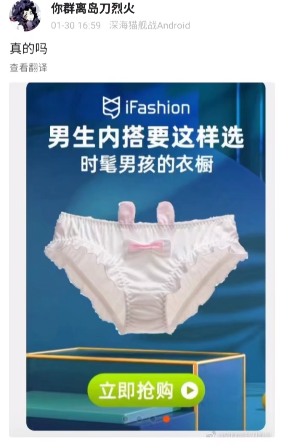 你群离岛刀烈火
01-30 16:59 深海猫舰战Android
真的吗
查看翻译
iFashion
男生内搭要这样选
时髦男孩的衣橱
立即抢购